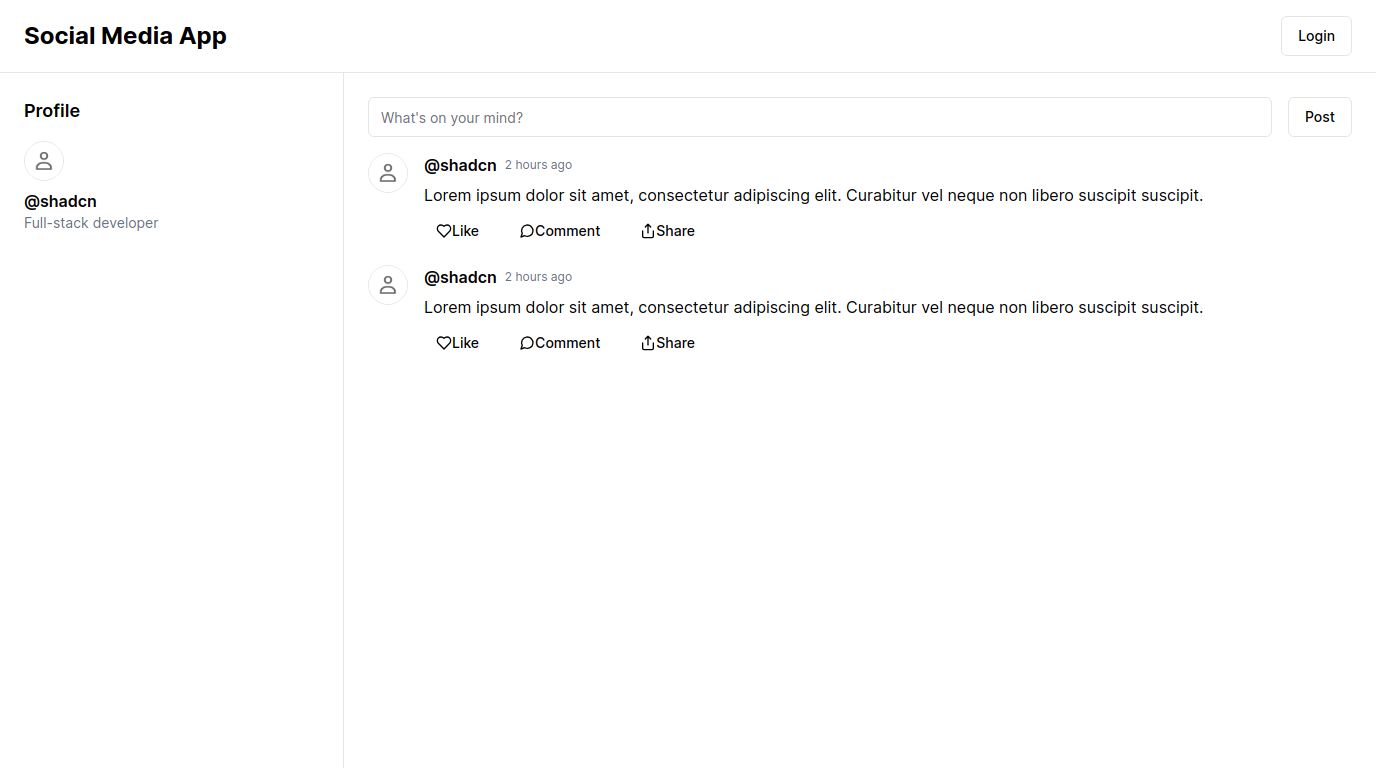 Social Media App
Login
Profile
@shadcn
Full-stack developer
What's on your mind?
Post
@shadcn 2 hours ago
Lorem ipsum dolor sit amet, consectetur adipiscing elit. Curabitur vel neque non libero suscipit suscipit.
Like Comment Share
@shadcn 2 hours ago
Lorem ipsum dolor sit amet, consectetur adipiscing elit. Curabitur vel neque non libero suscipit suscipit.
Like Comment Share